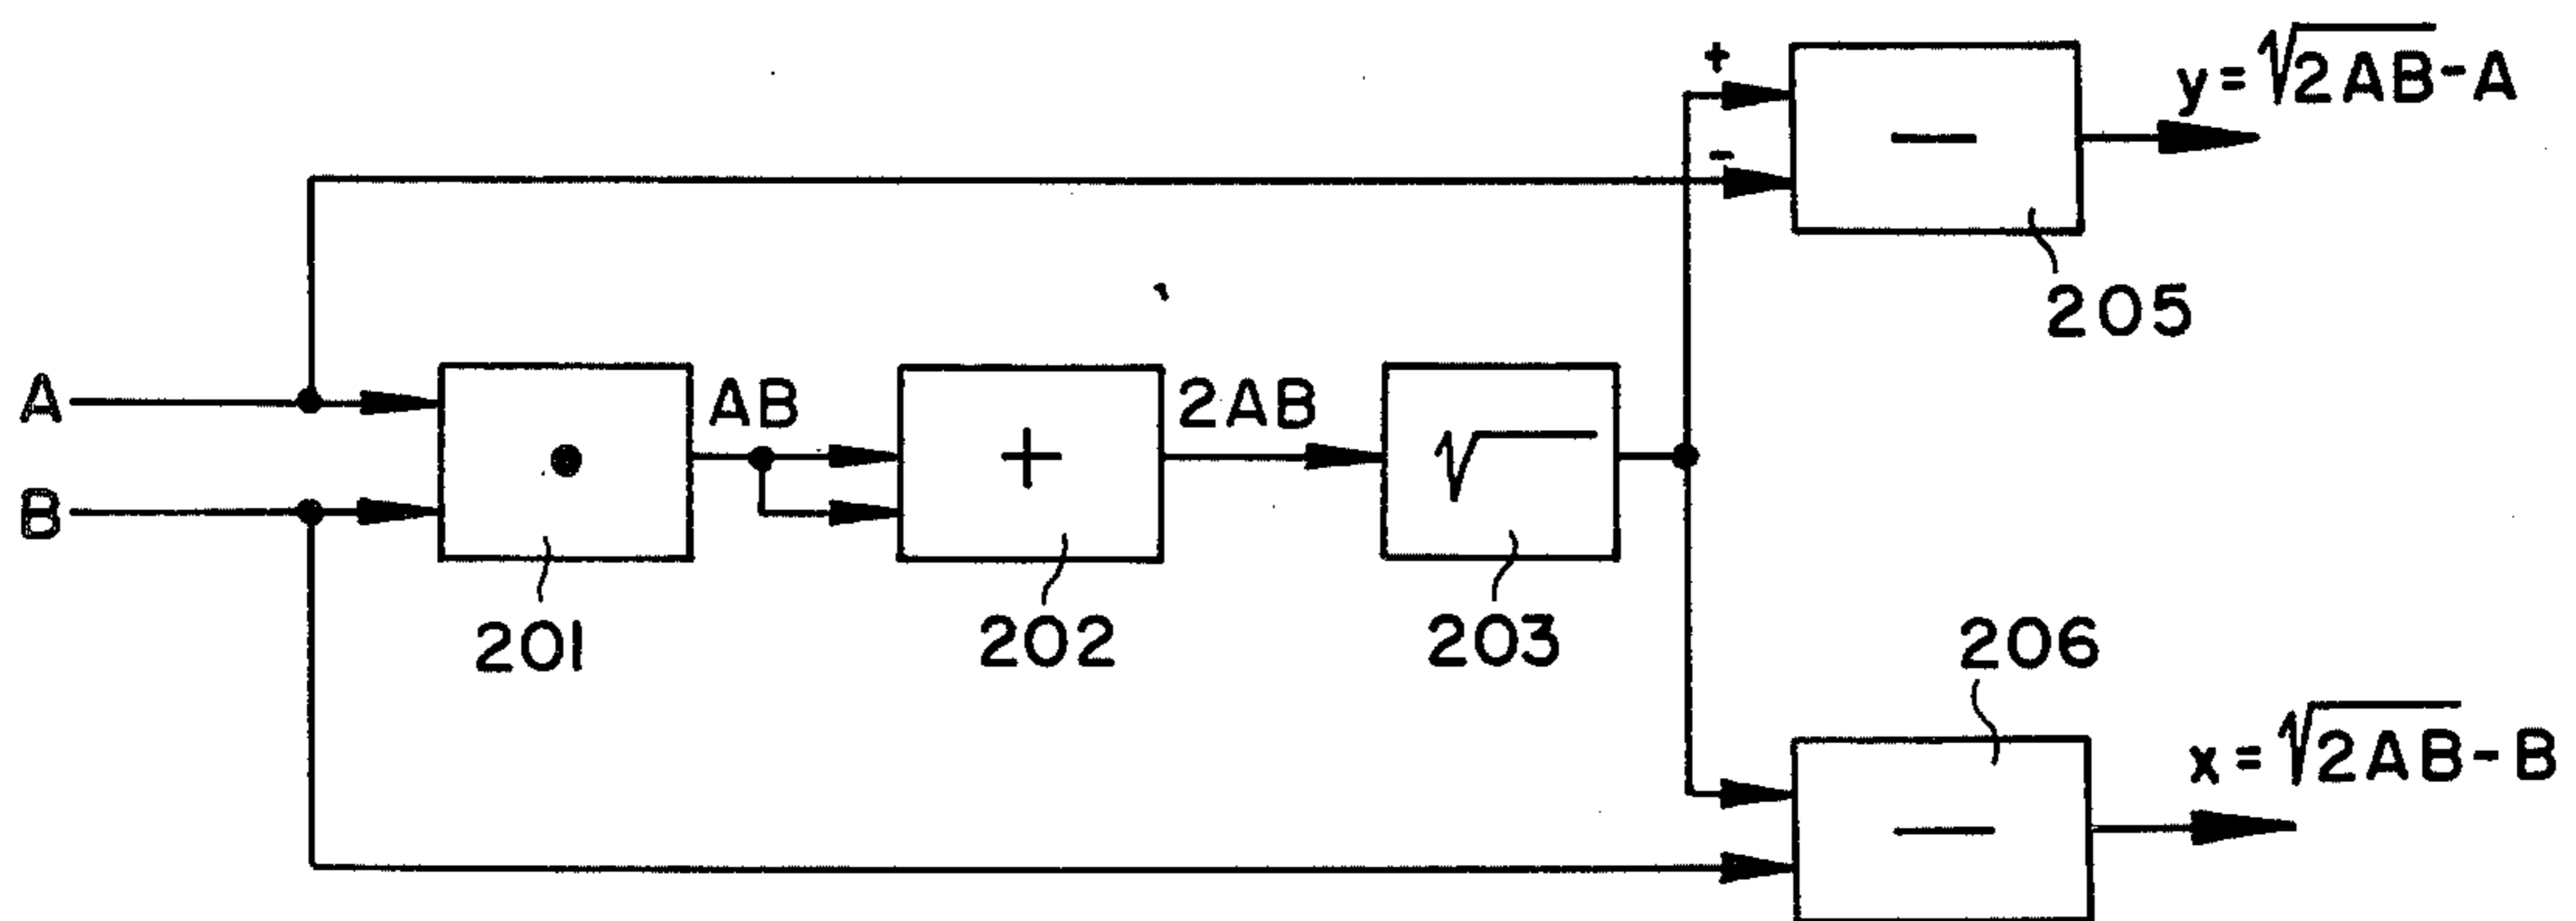 +
y = √2AB - A
-
—
205
A
AB
2AB
•
+
√
B
201
202
203
206
x = √2AB - B
—